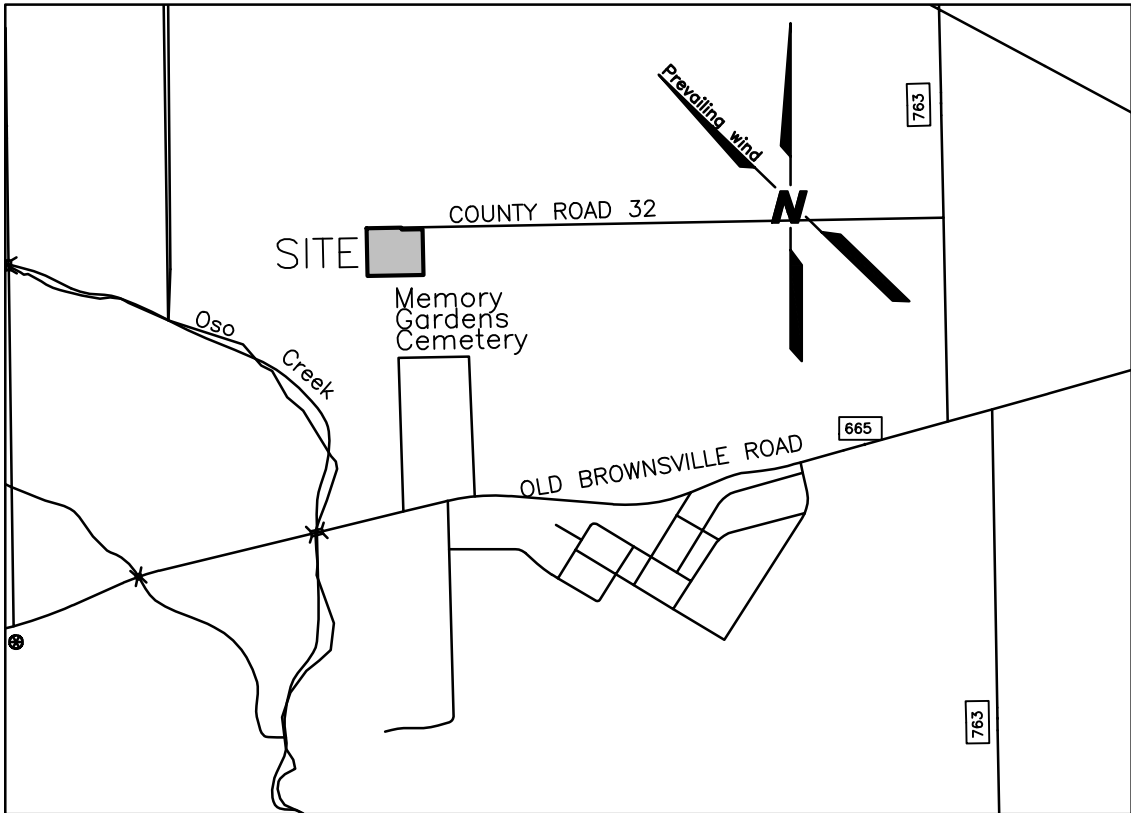 Prevailing wind
763
N
COUNTY ROAD 32
SITE
Memory
Gardens
Cemetery
Oso
Creek
665
OLD BROWNSVILLE ROAD
763